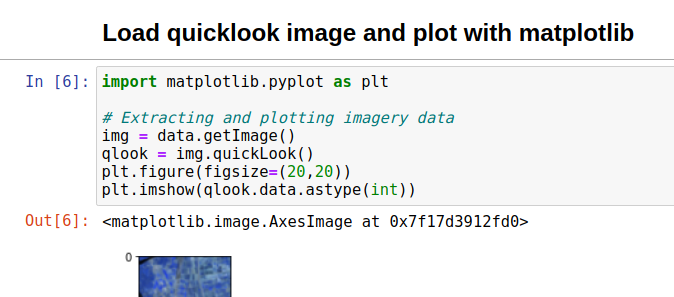 Load quicklook image and plot with matplotlib
In [6]: import matplotlib.pyplot as plt
# Extracting and plotting imagery data
img = data.getImage()
qlook = img.quickLook()
plt.figure(figsize=(20,20))
plt.imshow(qlook.data.astype(int))
Out[6]: <matplotlib.image.AxesImage at 0x7f17d3912fd0>
0